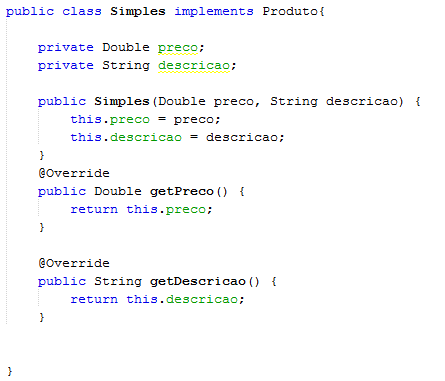 public class Simples implements Produto{
private Double preco;
private String descricao;
public Simples(Double preco, String descricao) {
this.preco = preco;
this.descricao = descricao;
}
@Override
public Double getPreco() {
return this.preco;
}
@Override
public String getDescricao() {
return this.descricao;
}
}